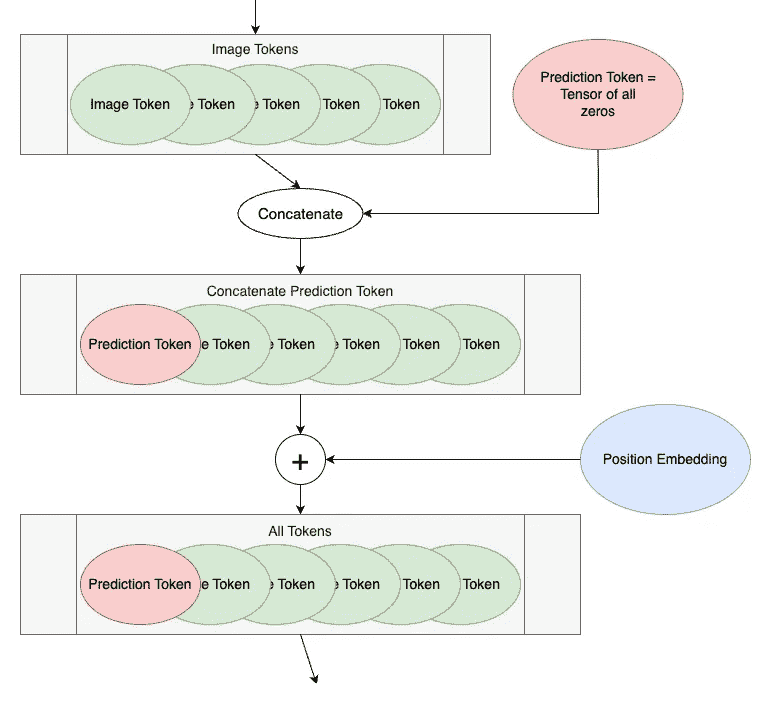 Image Tokens
Image Token
e Token
e Token
Token
Token
Prediction Token =
Tensor of all
zeros
Concatenate
Concatenate Prediction Token
Prediction Token
e Token
e Token
e Token
Token
Token
+
Position Embedding
All Tokens
Prediction Token
e Token
e Token
e Token
Token
Token